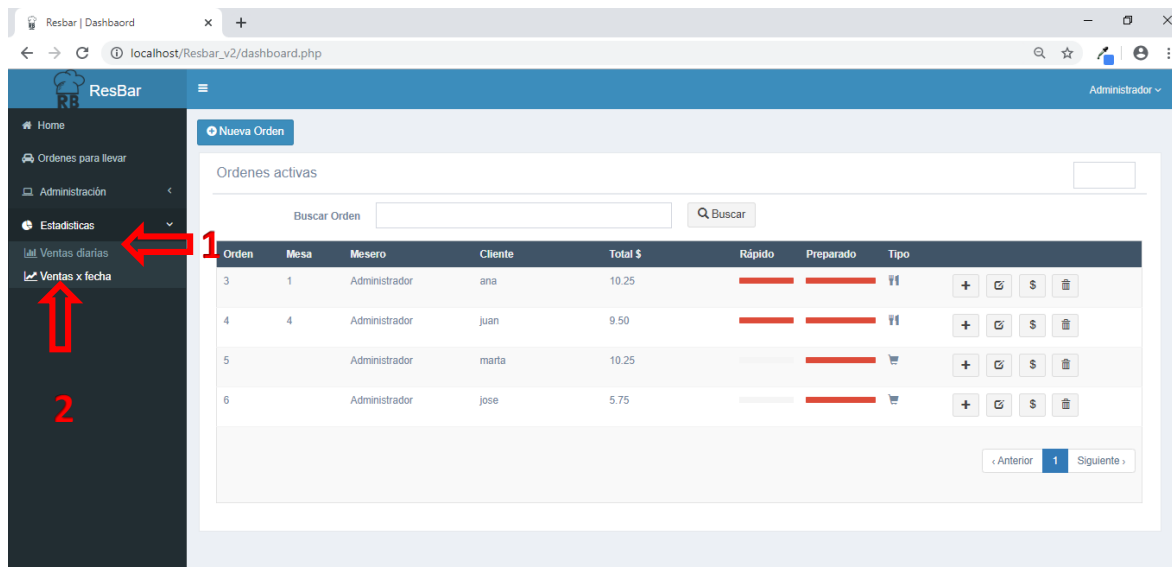 Resbar | Dashbaord
localhost/Resbar_v2/dashboard.php
RB ResBar
Administrador
Home
Nueva Orden
Ordenes para llevar
Ordenes activas
Administración
Buscar Orden Buscar
Estadisticas
1
Ventas diarias
Orden Mesa Mesero Cliente Total $ Rápido Preparado Tipo
Ventas x fecha
3 1 Administrador ana 10.25 + $
4 4 Administrador juan 9.50 + $
5 Administrador marta 10.25 + $
2
6 Administrador jose 5.75 + $
‹ Anterior 1 Siguiente ›